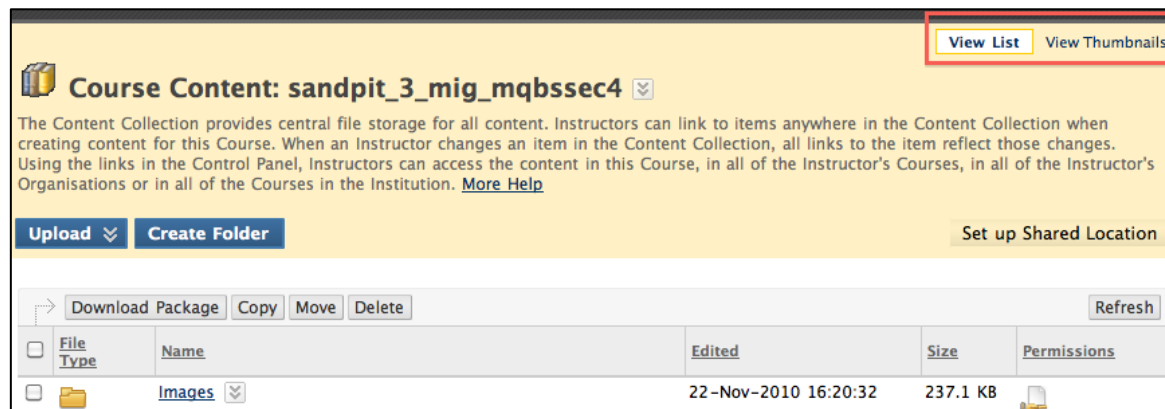 View List View Thumbnails
Course Content: sandpit_3_mig_mqbssec4
The Content Collection provides central file storage for all content. Instructors can link to items anywhere in the Content Collection when
creating content for this Course. When an Instructor changes an item in the Content Collection, all links to the item reflect those changes.
Using the links in the Control Panel, Instructors can access the content in this Course, in all of the Instructor's Courses, in all of the Instructor's
Organisations or in all of the Courses in the Institution. More Help
Upload Create Folder Set up Shared Location
Download Package Copy Move Delete Refresh
File Type Name Edited Size Permissions
Images 22-Nov-2010 16:20:32 237.1 KB